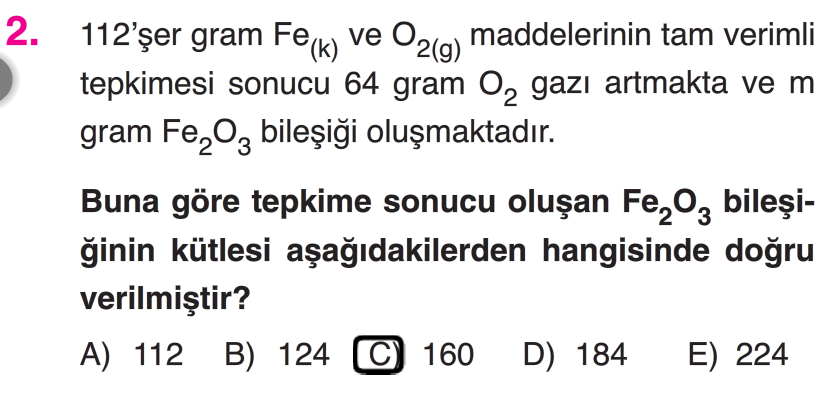 2. 112'şer gram Fe(k) ve O2(g) maddelerinin tam verimli
tepkimesi sonucu 64 gram O2 gazı artmakta ve m
gram Fe2O3 bileşiği oluşmaktadır.
Buna göre tepkime sonucu oluşan Fe2O3 bileşi-
ğinin kütlesi aşağıdakilerden hangisinde doğru
verilmiştir?
A) 112 B) 124 C) 160 D) 184 E) 224